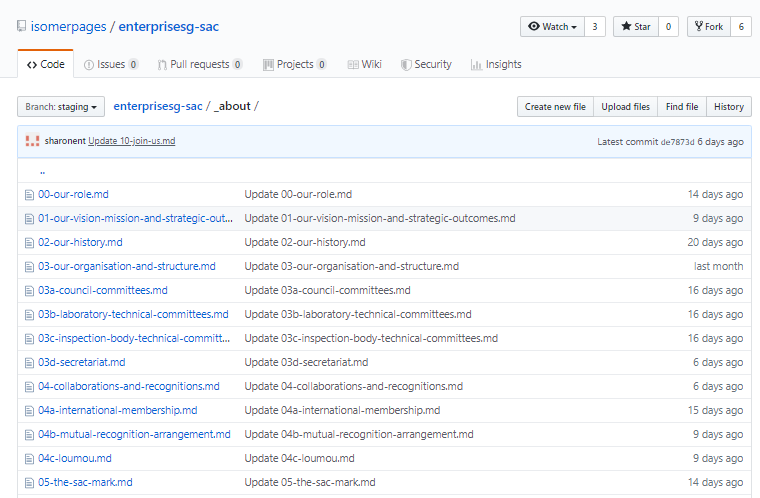 isomerpages / enterprisesg-sac
Watch 3 Star 0 Fork 6
Code Issues 0 Pull requests 0 Projects 0 Wiki Security Insights
Branch: staging enterprisesg-sac / _about / Create new file Upload files Find file History
sharonent Update 10-join-us.md Latest commit de7873d 6 days ago
..
00-our-role.md Update 00-our-role.md 14 days ago
01-our-vision-mission-and-strategic-out... Update 01-our-vision-mission-and-strategic-outcomes.md 9 days ago
02-our-history.md Update 02-our-history.md 20 days ago
03-our-organisation-and-structure.md Update 03-our-organisation-and-structure.md last month
03a-council-committees.md Update 03a-council-committees.md 16 days ago
03b-laboratory-technical-committees.md Update 03b-laboratory-technical-committees.md 16 days ago
03c-inspection-body-technical-committ... Update 03c-inspection-body-technical-committees.md 16 days ago
03d-secretariat.md Update 03d-secretariat.md 6 days ago
04-collaborations-and-recognitions.md Update 04-collaborations-and-recognitions.md 6 days ago
04a-international-membership.md Update 04a-international-membership.md 15 days ago
04b-mutual-recognition-arrangement.md Update 04b-mutual-recognition-arrangement.md 9 days ago
04c-loumou.md Update 04c-loumou.md 9 days ago
05-the-sac-mark.md Update 05-the-sac-mark.md 14 days ago